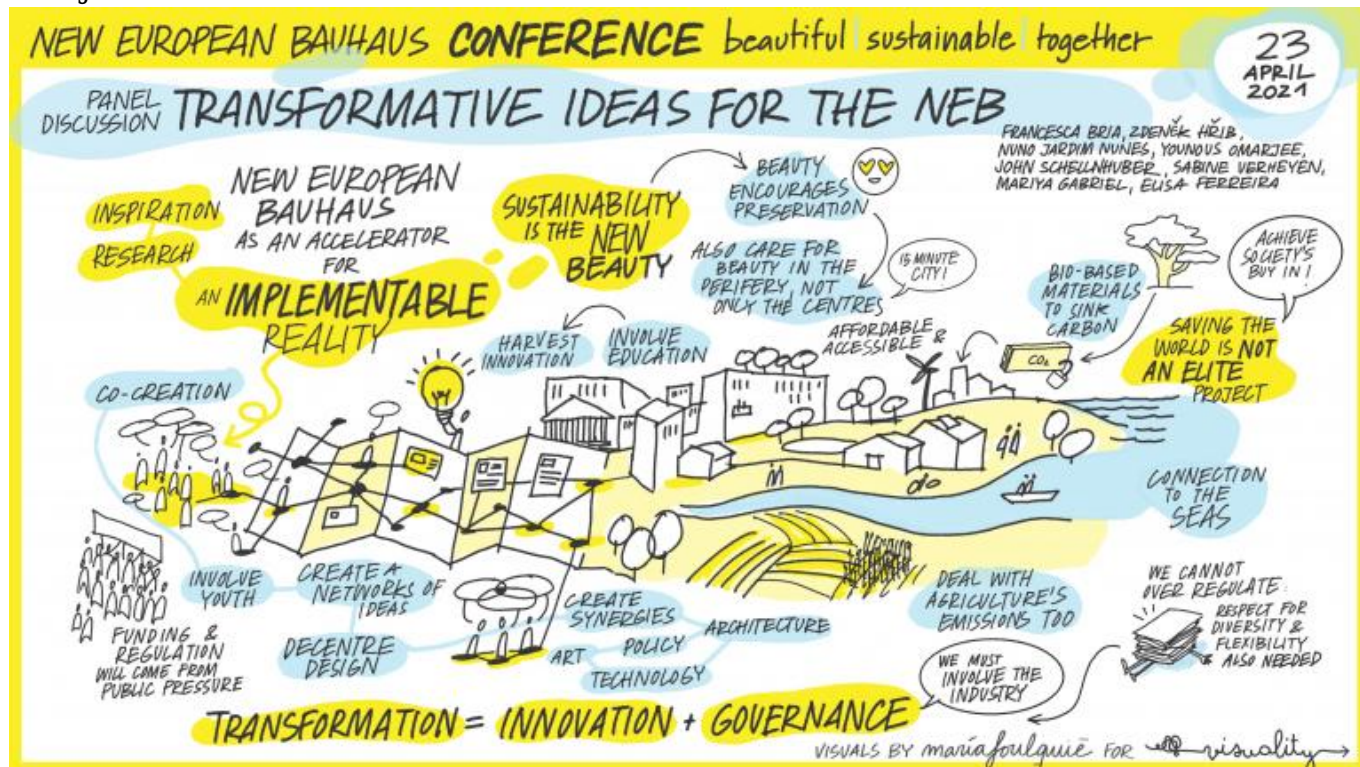 NEW EUROPEAN BAUHAUS CONFERENCE beautiful | sustainable | together
23
APRIL
2021
PANEL
DISCUSSION
TRANSFORMATIVE IDEAS FOR THE NEB
FRANCESCA BRIA, ZDENĚK HŘIB,
NUNO JARDIM NUNES, YOUNOUS OMARJEE,
JOHN SCHELLNHUBER, SABINE VERHEYEN,
MARIYA GABRIEL, ELISA FERREIRA
INSPIRATION
RESEARCH
NEW EUROPEAN
BAUHAUS
AS AN ACCELERATOR
FOR
AN IMPLEMENTABLE
REALITY
SUSTAINABILITY
IS THE NEW
BEAUTY
BEAUTY
ENCOURAGES
PRESERVATION
ALSO CARE FOR
BEAUTY IN THE
PERIFERY, NOT
ONLY THE CENTRES
15 MINUTE
CITY!
AFFORDABLE
ACCESSIBLE &
BIO-BASED
MATERIALS
TO SINK
CARBON
CO₂
ACHIEVE
SOCIETY'S
BUY IN!
SAVING THE
WORLD IS NOT
AN ELITE
PROJECT
HARVEST
INNOVATION
INVOLVE
EDUCATION
CO-CREATION
CONNECTION
TO THE
SEAS
INVOLVE
YOUTH
CREATE A
NETWORKS OF
IDEAS
DECENTRE
DESIGN
CREATE
SYNERGIES
ART
POLICY
TECHNOLOGY
ARCHITECTURE
DEAL WITH
AGRICULTURE'S
EMISSIONS TOO
WE CANNOT
OVER REGULATE:
RESPECT FOR
DIVERSITY &
FLEXIBILITY
ALSO NEEDED
FUNDING &
REGULATION
WILL COME FROM
PUBLIC PRESSURE
WE MUST
INVOLVE THE
INDUSTRY
TRANSFORMATION = INNOVATION + GOVERNANCE
VISUALS BY maríafoulquié FOR visuality